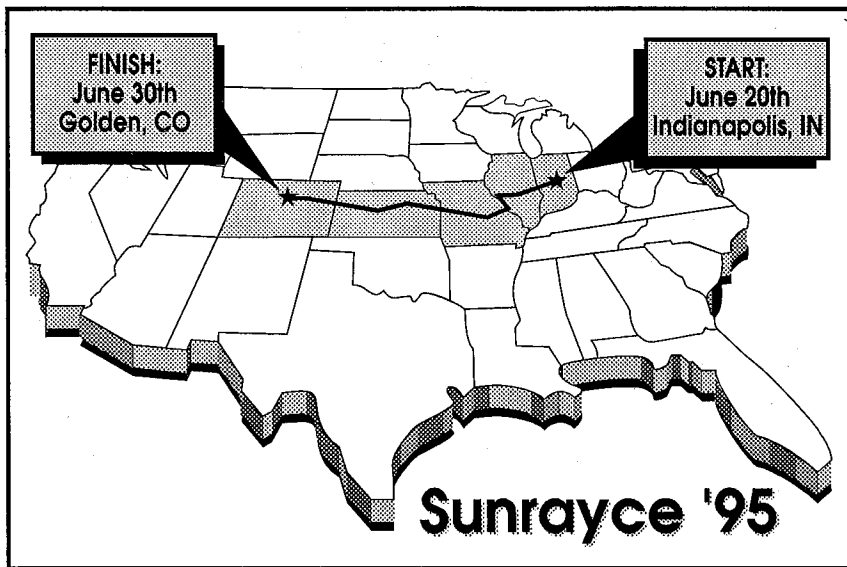 FINISH:
June 30th
Golden, CO
START:
June 20th
Indianapolis, IN
Sunrayce '95